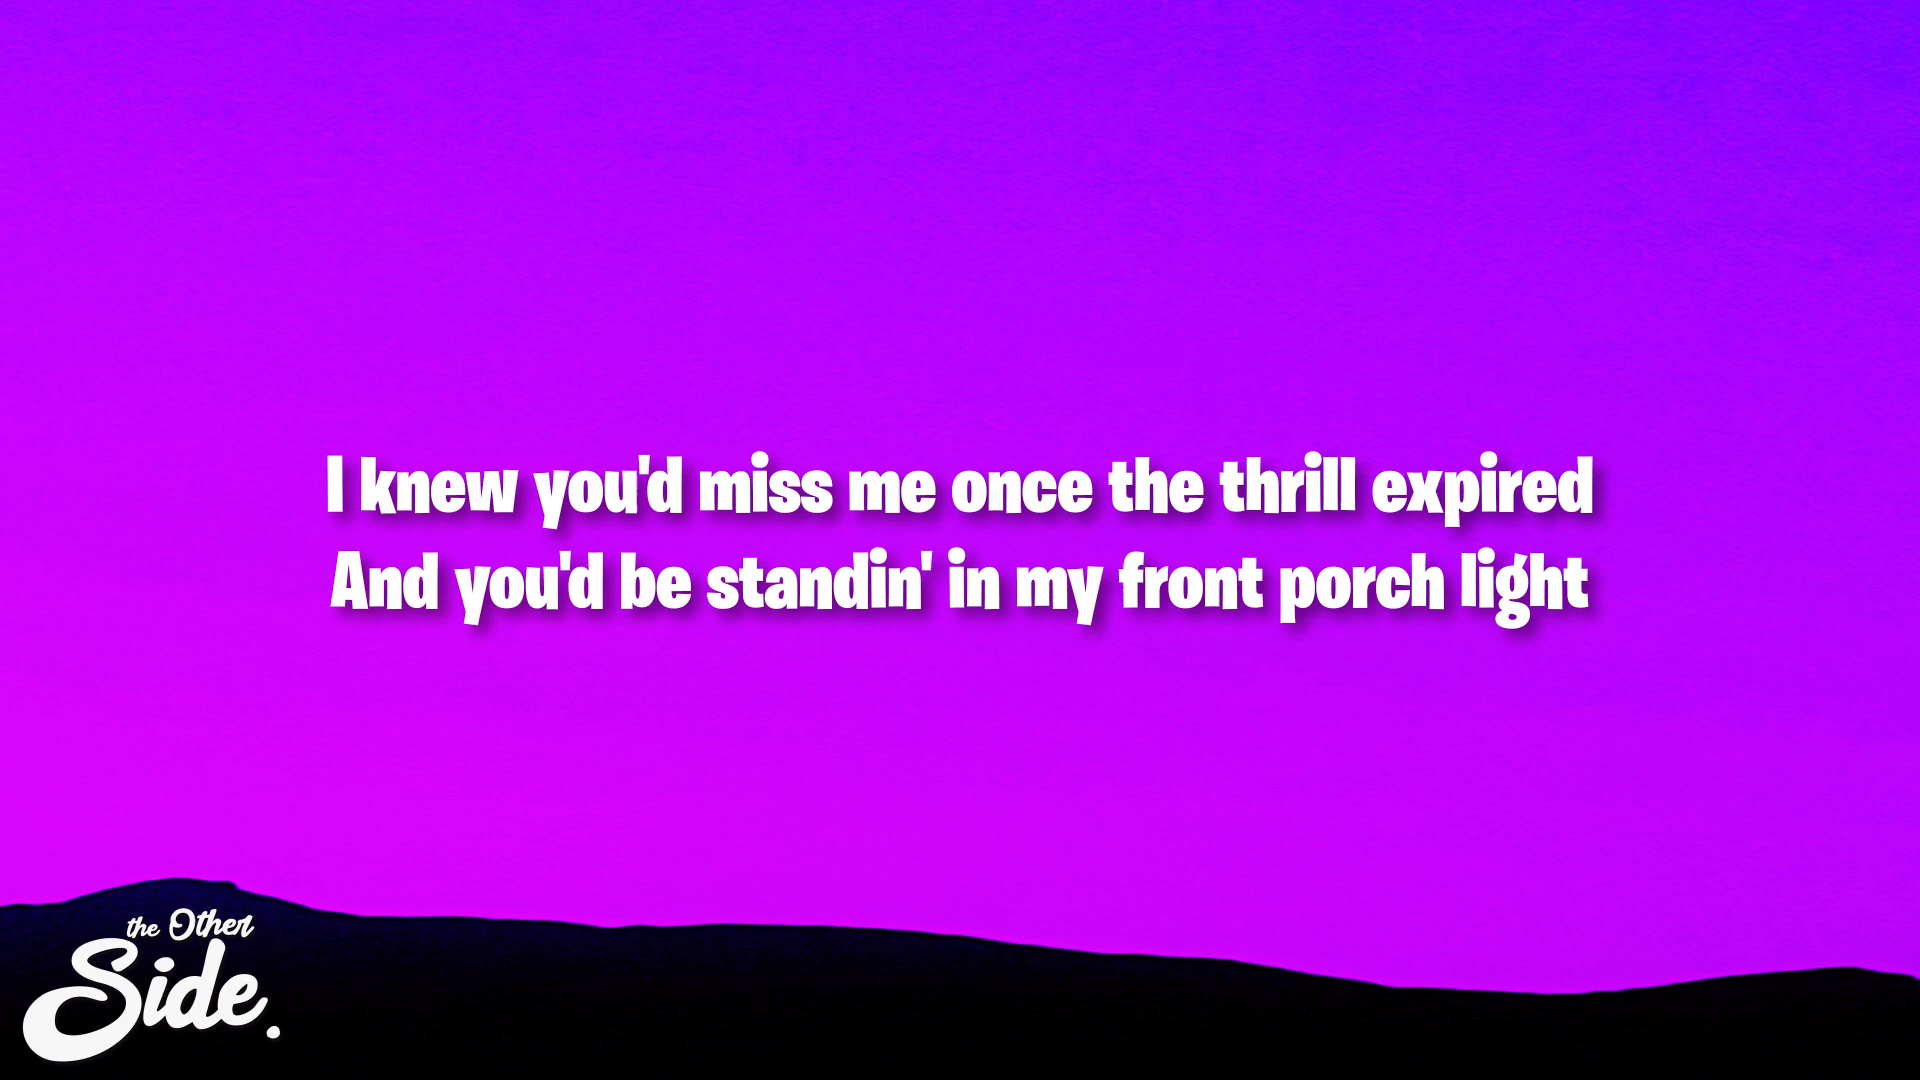 I knew you'd miss me once the thrill expired
And you'd be standin' in my front porch light
the Other
Side.